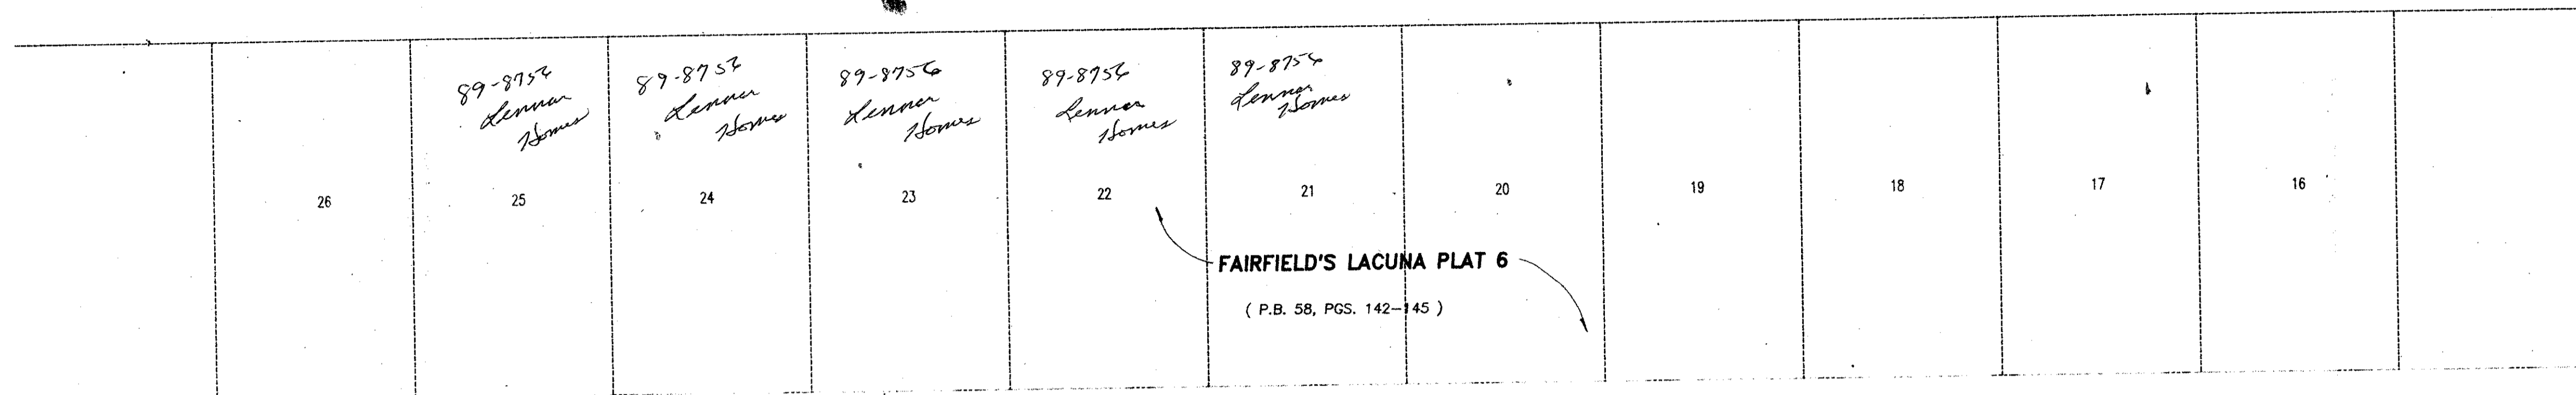 89-8756
Lennar
Homes
89-8756
Lennar
Homes
89-8756
Lennar
Homes
89-8756
Lennar
Homes
89-8756
Lennar
Homes
26
25
24
23
22
21
20
19
18
17
16
FAIRFIELD'S LACUNA PLAT 6
( P.B. 58, PGS. 142-145 )